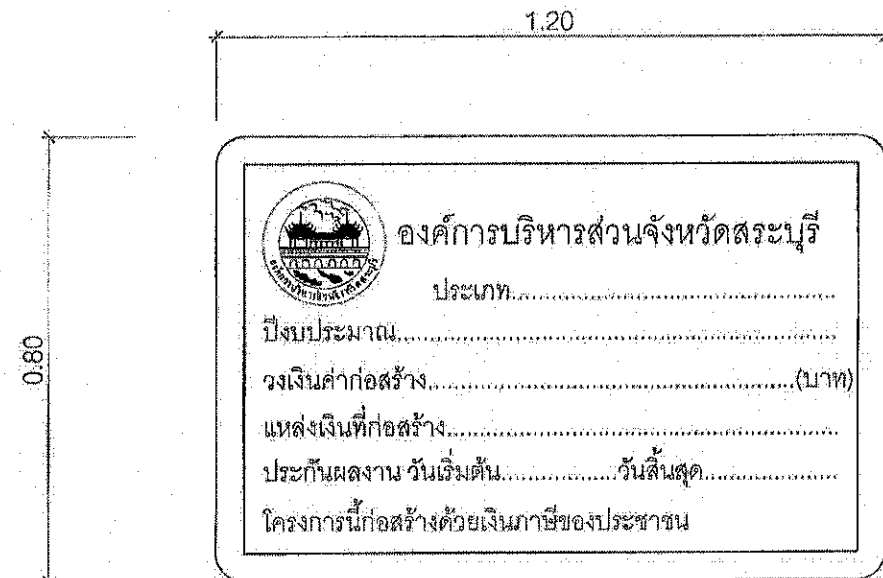 1.20
0.80
องค์การบริหารส่วนจังหวัดสระบุรี
ประเภท
ปีงบประมาณ
วงเงินค่าก่อสร้าง (บาท)
แหล่งเงินที่ก่อสร้าง
ประกันผลงาน วันเริ่มต้น วันสิ้นสุด
โครงการนี้ก่อสร้างด้วยเงินภาษีของประชาชน